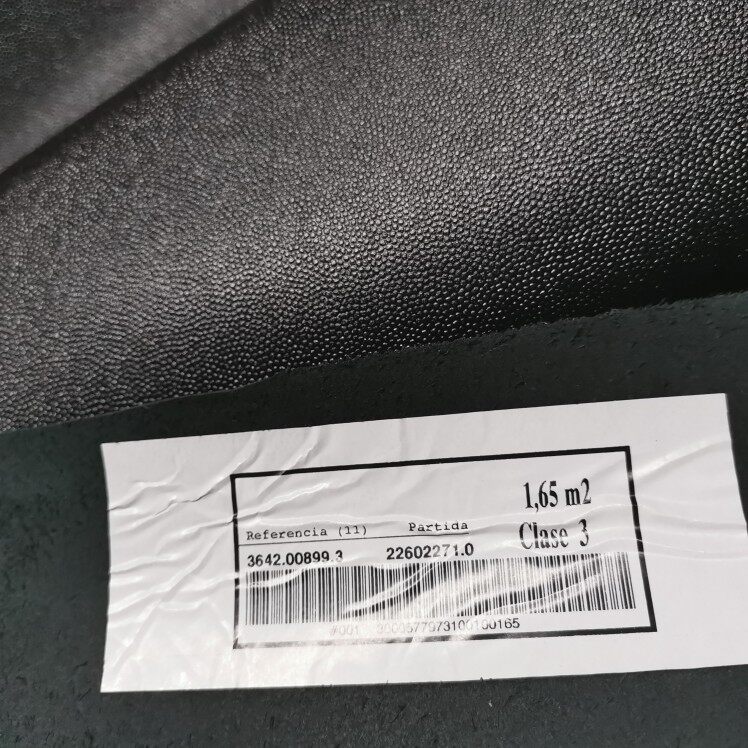 1,65 m2
Referencia (11) Partida
Clase 3
3642.00899.3 22602271.0